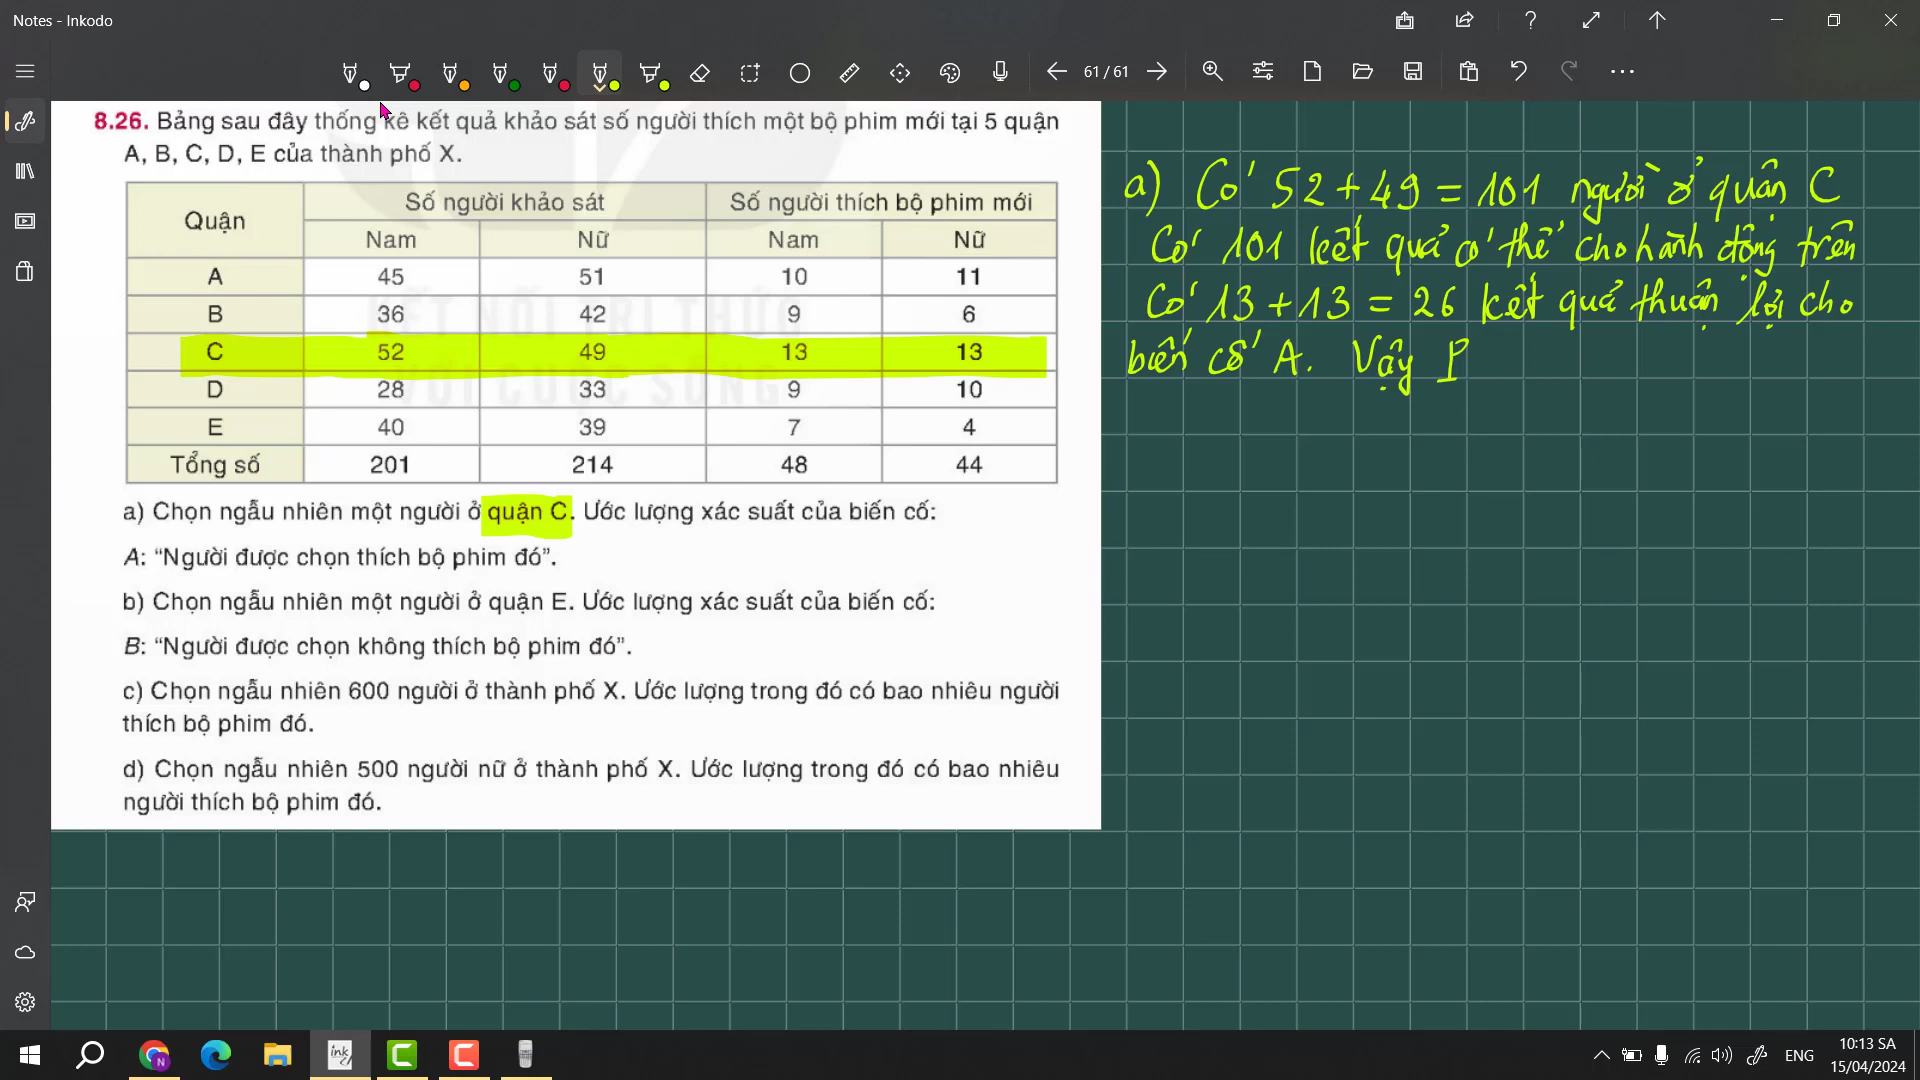 Notes - Inkodo
61 / 61
8.26. Bảng sau đây thống kê kết quả khảo sát số người thích một bộ phim mới tại 5 quận
A, B, C, D, E của thành phố X.
Quận Số người khảo sát Số người thích bộ phim mới
Nam Nữ Nam Nữ
A 45 51 10 11
B 36 42 9 6
C 52 49 13 13
D 28 33 9 10
E 40 39 7 4
Tổng số 201 214 48 44
KẾT NỐI TRI THỨC
VỚI CUỘC SỐNG
a) Chọn ngẫu nhiên một người ở quận C. Ước lượng xác suất của biến cố:
A: “Người được chọn thích bộ phim đó”.
b) Chọn ngẫu nhiên một người ở quận E. Ước lượng xác suất của biến cố:
B: “Người được chọn không thích bộ phim đó”.
c) Chọn ngẫu nhiên 600 người ở thành phố X. Ước lượng trong đó có bao nhiêu người
thích bộ phim đó.
d) Chọn ngẫu nhiên 500 người nữ ở thành phố X. Ước lượng trong đó có bao nhiêu
người thích bộ phim đó.
a) Có 52 + 49 = 101 người ở quận C
Có 101 kết quả có thể cho hành động trên
Có 13 + 13 = 26 kết quả thuận lợi cho
biến cố A. Vậy P
N
ink
C
C
ENG
10:13 SA
15/04/2024